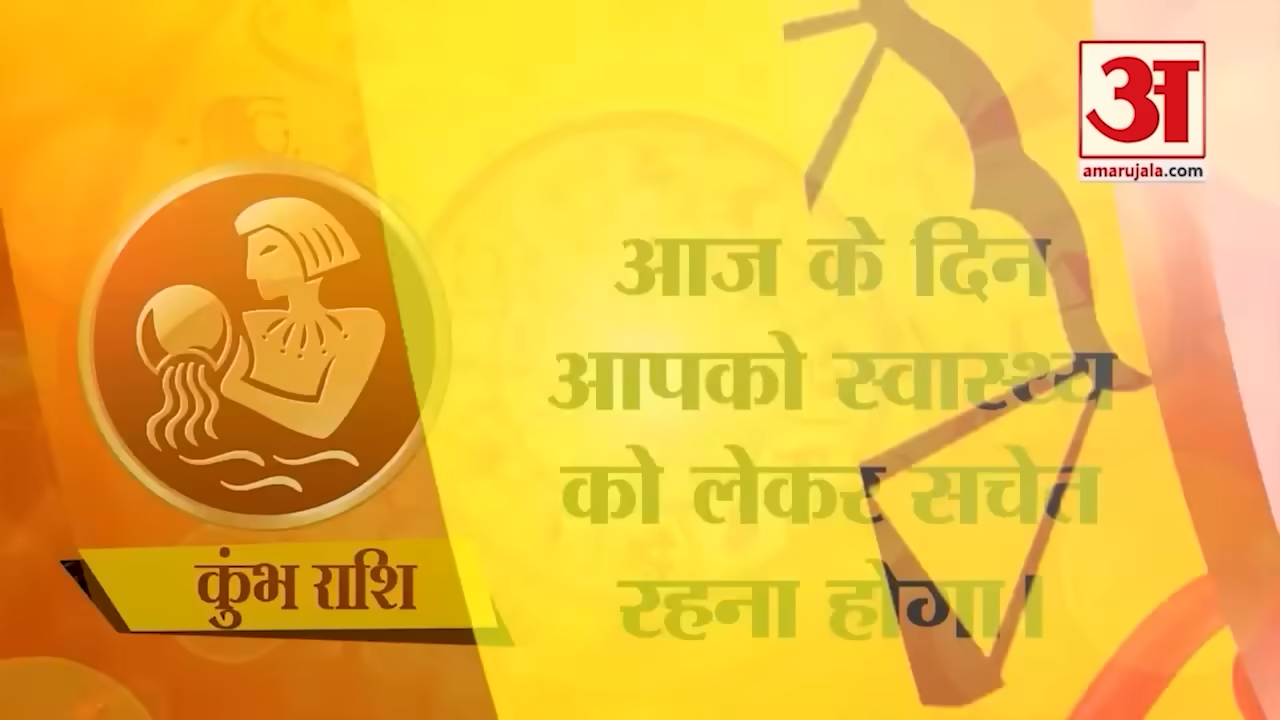 अ
amarujala.com
आज के दिन
आपको स्वास्थ्य
को लेकर सचेत
रहना होगा।
कुंभ राशि